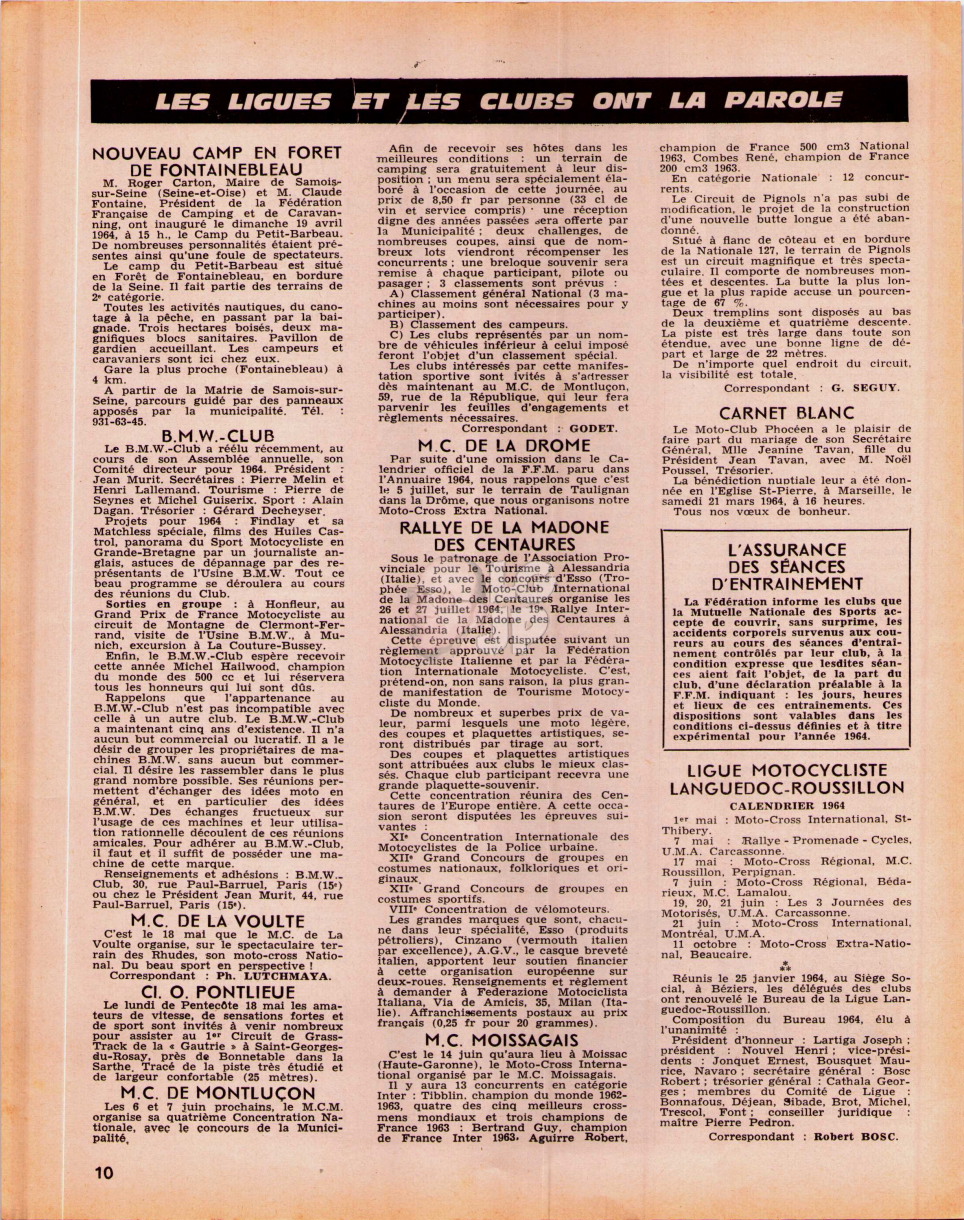 LES LIGUES ET LES CLUBS ONT LA PAROLE
NOUVEAU CAMP EN FORET
DE FONTAINEBLEAU
M. Roger Carton, Maire de Samois-
sur-Seine (Seine-et-Oise) et M. Claude
Fontaine, Président de la Fédération
Française de Camping et de Caravan-
ning, ont inauguré le dimanche 19 avril
1964, à 15 h., le Camp du Petit-Barbeau.
De nombreuses personnalités étaient pré-
sentes ainsi qu'une foule de spectateurs.
Le camp du Petit-Barbeau est situé
en Forêt de Fontainebleau, en bordure
de la Seine. Il fait partie des terrains de
2e catégorie.
Toutes les activités nautiques, du cano-
tage à la pêche, en passant par la bai-
gnade. Trois hectares boisés, deux ma-
gnifiques blocs sanitaires. Pavillon de
gardien accueillant. Les campeurs et
caravaniers sont ici chez eux.
Gare la plus proche (Fontainebleau) à
4 km.
A partir de la Mairie de Samois-sur-
Seine, parcours guidé par des panneaux
apposés par la municipalité. Tél. :
931-63-45.
B.M.W.-CLUB
Le B.M.W.-Club a réélu récemment, au
cours de son Assemblée annuelle, son
Comité directeur pour 1964. Président :
Jean Murit. Secrétaires : Pierre Melin et
Henri Lallemand. Tourisme : Pierre de
Seynes et Michel Guiserix. Sport : Alain
Dagan. Trésorier : Gérard Decheyser.
Projets pour 1964 : Findlay et sa
Matchless spéciale, films des Huiles Cas-
trol, panorama du Sport Motocycliste en
Grande-Bretagne par un journaliste an-
glais, astuces de dépannage par des re-
présentants de l'Usine B.M.W. Tout ce
beau programme se déroulera au cours
des réunions du Club.
Sorties en groupe : à Honfleur, au
Grand Prix de France Motocycliste au
circuit de Montagne de Clermont-Fer-
rand, visite de l'Usine B.M.W., à Mu-
nich, excursion à La Couture-Bussey.
Enfin, le B.M.W.-Club espère recevoir
cette année Michel Hailwood, champion
du monde des 500 cc et lui réservera
tous les honneurs qui lui sont dûs.
Rappelons que l'appartenance au
B.M.W.-Club n'est pas incompatible avec
celle à un autre club. Le B.M.W.-Club
a maintenant cinq ans d'existence. Il n'a
aucun but commercial ou lucratif. Il a le
désir de grouper les propriétaires de ma-
chines B.M.W. sans aucun but commer-
cial. Il désire les rassembler dans le plus
grand nombre possible. Ses réunions per-
mettent d'échanger des idées moto en
général, et en particulier des idées
B.M.W. Des échanges fructueux sur
l'usage de ces machines et leur utilisa-
tion rationnelle découlent de ces réunions
amicales. Pour adhérer au B.M.W.-Club,
il faut et il suffit de posséder une ma-
chine de cette marque.
Renseignements et adhésions : B.M.W.-
Club, 30, rue Paul-Barruel, Paris (15e)
ou chez le Président Jean Murit, 44, rue
Paul-Barruel, Paris (15e).
M.C. DE LA VOULTE
C'est le 18 mai que le M.C. de La
Voulte organise, sur le spectaculaire ter-
rain des Rhudes, son moto-cross Natio-
nal. Du beau sport en perspective !
Correspondant : Ph. LUTCHMAYA.
CI. O. PONTLIEUE
Le lundi de Pentecôte 18 mai les ama-
teurs de vitesse, de sensations fortes et
de sport sont invités à venir nombreux
pour assister au 1er Circuit de Grass-
Track de la « Gautrie » à Saint-Georges-
du-Rosay, près de Bonnetable dans la
Sarthe. Tracé de la piste très étudié et
de largeur confortable (25 mètres).
M.C. DE MONTLUÇON
Les 6 et 7 juin prochains, le M.C.M.
organise sa quatrième Concentration Na-
tionale, avec le concours de la Munici-
palité.
Afin de recevoir ses hôtes dans les
meilleures conditions : un terrain de
camping sera gratuitement à leur dis-
position ; un menu sera spécialement éla-
boré à l'occasion de cette journée, au
prix de 8,50 fr par personne (33 cl de
vin et service compris) ; une réception
digne des années passées sera offerte par
la Municipalité ; deux challenges, de
nombreuses coupes, ainsi que de nom-
breux lots viendront récompenser les
concurrents ; une breloque souvenir sera
remise à chaque participant, pilote ou
pasager ; 3 classements sont prévus :
A) Classement général National (3 ma-
chines au moins sont nécessaires pour y
participer).
B) Classement des campeurs.
C) Les clubs représentés par un nom-
bre de véhicules inférieur à celui imposé
feront l'objet d'un classement spécial.
Les clubs intéressés par cette manifes-
tation sportive sont ivités à s'adresser
dès maintenant au M.C. de Montluçon,
59, rue de la République, qui leur fera
parvenir les feuilles d'engagements et
règlements nécessaires.
Correspondant : GODET.
M.C. DE LA DROME
Par suite d'une omission dans le Ca-
lendrier officiel de la F.F.M. paru dans
l'Annuaire 1964, nous rappelons que c'est
le 5 juillet, sur le terrain de Taulignan
dans la Drôme, que nous organisons notre
Moto-Cross Extra National.
RALLYE DE LA MADONE
DES CENTAURES
Sous le patronage de l'Association Pro-
vinciale pour le Tourisme à Alessandria
(Italie), et avec le concours d'Esso (Tro-
phée Esso), le Moto-Club International
de la Madone des Centaures organise les
26 et 27 juillet 1964, le 19e Rallye Inter-
national de la Madone des Centaures à
Alessandria (Italie).
Cette épreuve est disputée suivant un
règlement approuvé par la Fédération
Motocycliste Italienne et par la Fédéra-
tion Internationale Motocycliste. C'est,
prétend-on, non sans raison, la plus gran-
de manifestation de Tourisme Motocy-
cliste du Monde.
De nombreux et superbes prix de va-
leur, parmi lesquels une moto légère,
des coupes et plaquettes artistiques, se-
ront distribués par tirage au sort.
Des coupes et plaquettes artistiques
sont attribuées aux clubs le mieux clas-
sés. Chaque club participant recevra une
grande plaquette-souvenir.
Cette concentration réunira des Cen-
taures de l'Europe entière. A cette occa-
sion seront disputées les épreuves sui-
vantes :
XIe Concentration Internationale des
Motocyclistes de la Police urbaine.
XIIe Grand Concours de groupes en
costumes nationaux, folkloriques et ori-
ginaux.
XIIe Grand Concours de groupes en
costumes sportifs.
VIIIe Concentration de vélomoteurs.
Les grandes marques que sont, chacu-
ne dans leur spécialité, Esso (produits
pétroliers), Cinzano (vermouth italien
par excellence), A.G.V., le casque breveté
italien, apportent leur soutien financier
à cette organisation européenne sur
deux-roues. Renseignements et règlement
à demander à Federazione Motociclista
Italiana, Via de Amicis, 35, Milan (Ita-
lie). Affranchissements postaux au prix
français (0,25 fr pour 20 grammes).
M.C. MOISSAGAIS
C'est le 14 juin qu'aura lieu à Moissac
(Haute-Garonne), le Moto-Cross Interna-
tional organisé par le M.C. Moissagais.
Il y aura 13 concurrents en catégorie
Inter : Tibblin, champion du monde 1962-
1963, quatre des cinq meilleurs cross-
mens mondiaux et trois champions de
France 1963 : Bertrand Guy, champion
de France Inter 1963, Aguirre Robert,
champion de France 500 cm3 National
1963, Combes René, champion de France
200 cm3 1963.
En catégorie Nationale : 12 concur-
rents.
Le Circuit de Pignols n'a pas subi de
modification, le projet de la construction
d'une nouvelle butte longue a été aban-
donné.
Situé à flanc de côteau et en bordure
de la Nationale 127, le terrain de Pignols
est un circuit magnifique et très specta-
culaire. Il comporte de nombreuses mon-
tées et descentes. La butte la plus lon-
gue et la plus rapide accuse un pourcen-
tage de 67 %.
Deux tremplins sont disposés au bas
de la deuxième et quatrième descente.
La piste est très large dans toute son
étendue, avec une bonne ligne de dé-
part et large de 22 mètres.
De n'importe quel endroit du circuit,
la visibilité est totale.
Correspondant : G. SEGUY.
CARNET BLANC
Le Moto-Club Phocéen a le plaisir de
faire part du mariage de son Secrétaire
Général, Mlle Jeanine Tavan, fille du
Président Jean Tavan, avec M. Noël
Poussel, Trésorier.
La bénédiction nuptiale leur a été don-
née en l'Eglise St-Pierre, à Marseille, le
samedi 21 mars 1964, à 16 heures.
Tous nos vœux de bonheur.
L'ASSURANCE
DES SÉANCES
D'ENTRAINEMENT
La Fédération informe les clubs que
la Mutuelle Nationale des Sports ac-
cepte de couvrir, sans surprime, les
accidents corporels survenus aux cou-
reurs au cours des séances d'entraî-
nement contrôlés par leur club, à la
condition expresse que lesdites séan-
ces aient fait l'objet, de la part du
club, d'une déclaration préalable à la
F.F.M. indiquant : les jours, heures
et lieux de ces entraînements. Ces
dispositions sont valables dans les
conditions ci-dessus définies et à titre
expérimental pour l'année 1964.
LIGUE MOTOCYCLISTE
LANGUEDOC-ROUSSILLON
CALENDRIER 1964
1er mai : Moto-Cross International, St-
Thibery.
7 mai : Rallye - Promenade - Cycles,
U.M.A. Carcassonne.
17 mai : Moto-Cross Régional, M.C.
Roussillon, Perpignan.
7 juin : Moto-Cross Régional, Béda-
rieux, M.C. Lamalou.
19, 20, 21 juin : Les 3 Journées des
Motorisés, U.M.A. Carcassonne.
21 juin : Moto-Cross International,
Montréal, U.M.A.
11 octobre : Moto-Cross Extra-Natio-
nal, Beaucaire.
*
**
Réunis le 25 janvier 1964, au Siège So-
cial, à Béziers, les délégués des clubs
ont renouvelé le Bureau de la Ligue Lan-
guedoc-Roussillon.
Composition du Bureau 1964, élu à
l'unanimité :
Président d'honneur : Lartiga Joseph ;
président : Nouvel Henri ; vice-prési-
dents : Jonquet Ernest, Bousquet Mau-
rice, Navaro ; secrétaire général : Bosc
Robert ; trésorier général : Cathala Geor-
ges ; membres du Comité de Ligue :
Bonnafous, Déjean, Sibade, Brot, Michel,
Trescol, Font ; conseiller juridique :
maître Pierre Pedron.
Correspondant : Robert BOSC.
10